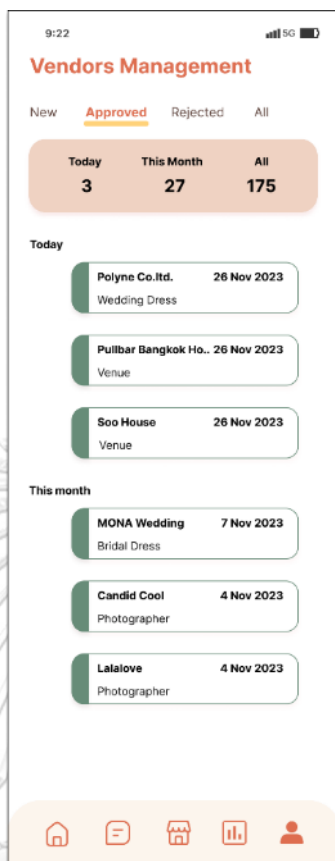 9:22 5G
Vendors Management
New Approved Rejected All
Today This Month All
3 27 175
Today
Polyne Co.ltd. 26 Nov 2023
Wedding Dress
Pullbar Bangkok Ho.. 26 Nov 2023
Venue
Soo House 26 Nov 2023
Venue
This month
MONA Wedding 7 Nov 2023
Bridal Dress
Candid Cool 4 Nov 2023
Photographer
Lalalove 4 Nov 2023
Photographer